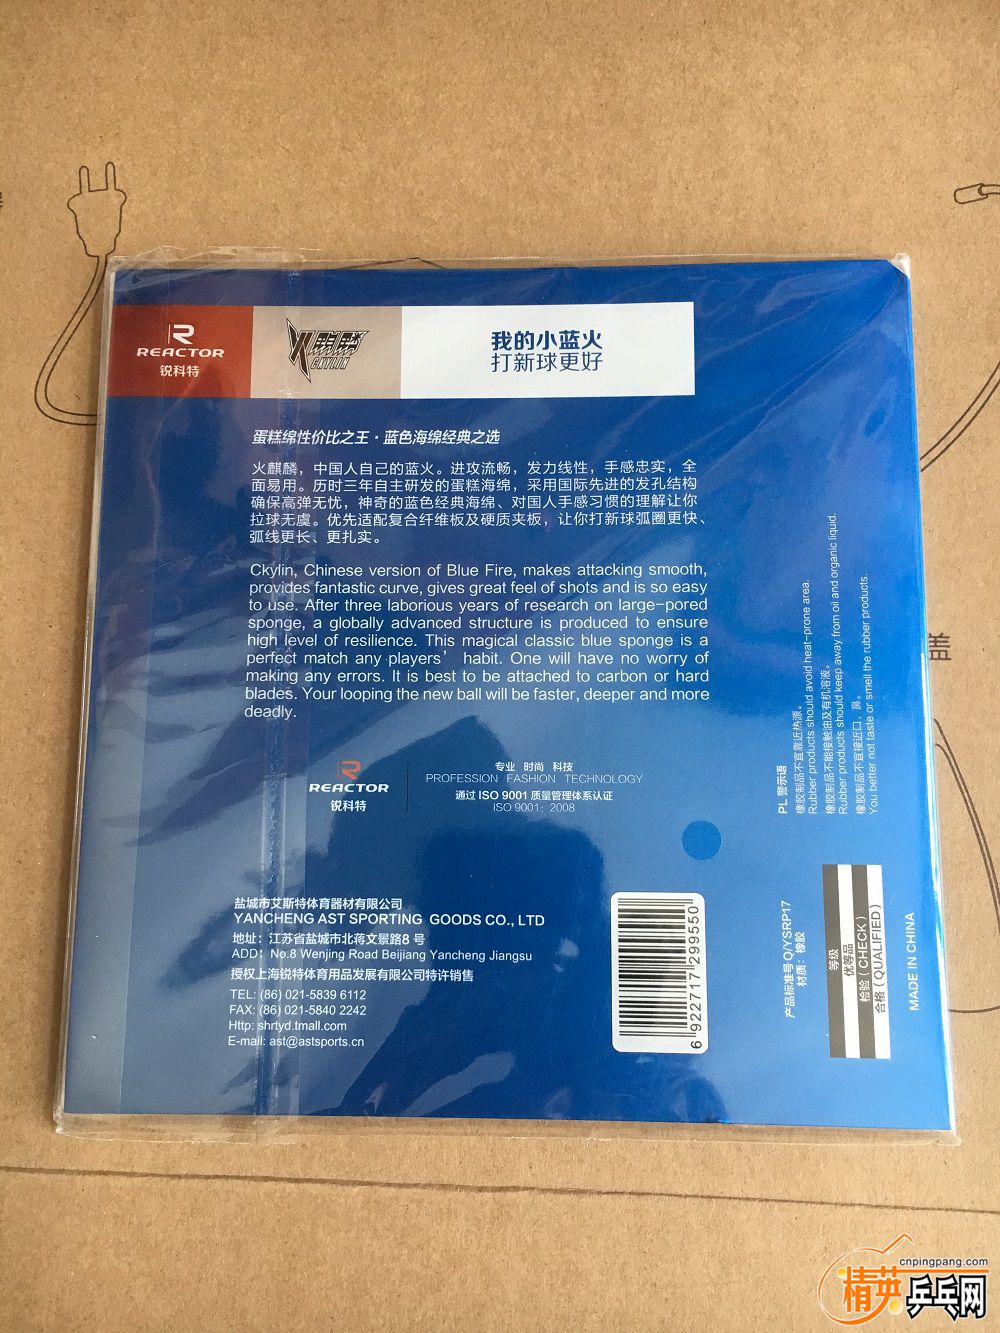 REACTOR
锐科特
火麒麟
CKYLIN
我的小蓝火
打新球更好
蛋糕绵性价比之王·蓝色海绵经典之选
火麒麟，中国人自己的蓝火。进攻流畅，发力线性，手感忠实，全
面易用。历时三年自主研发的蛋糕海绵，采用国际先进的发孔结构
确保高弹无忧，神奇的蓝色经典海绵、对国人手感习惯的理解让你
拉球无虞。优先适配复合纤维板及硬质夹板，让你打新球弧圈更快、
弧线更长、更扎实。
Ckylin, Chinese version of Blue Fire, makes attacking smooth,
provides fantastic curve, gives great feel of shots and is so easy
to use. After three laborious years of research on large-pored
sponge, a globally advanced structure is produced to ensure
high level of resilience. This magical classic blue sponge is a
perfect match any players' habit. One will have no worry of
making any errors. It is best to be attached to carbon or hard
blades. Your looping the new ball will be faster, deeper and more
deadly.
REACTOR
锐科特
专业 时尚 科技
PROFESSION FASHION TECHNOLOGY
通过 ISO 9001 质量管理体系认证
ISO 9001: 2008
PL 警示语
橡胶制品不宜靠近热源。
Rubber products should avoid heat-prone area.
橡胶制品不能接触油及有机溶液。
Rubber products should keep away from oil and organic liquid.
橡胶制品不宜接近口、鼻。
You better not taste or smell the rubber products.
盐城市艾斯特体育器材有限公司
YANCHENG AST SPORTING GOODS CO., LTD
地址：江苏省盐城市北蒋文景路8 号
ADD: No.8 Wenjing Road Beijiang Yancheng Jiangsu
授权上海锐特体育用品发展有限公司特许销售
TEL: (86) 021-5839 6112
FAX: (86) 021-5840 2242
Http: shrtyd.tmall.com
E-mail: ast@astsports.cn
6 922717 299550
产品标准号 Q/YSRP17
材质：橡胶
等级
优等品
检验 (CHECK)
合格 (QUALIFIED)
MADE IN CHINA
盖
cnpingpang.com
精英乒乓网